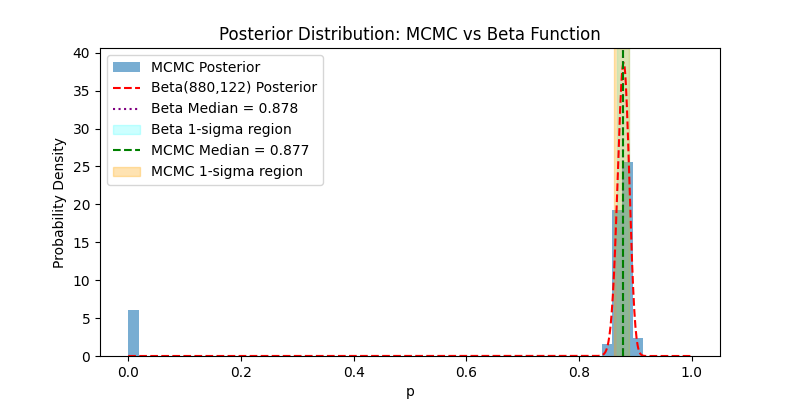 Posterior Distribution: MCMC vs Beta Function
Probability Density
40
35
30
25
20
15
10
5
0
MCMC Posterior
Beta(880,122) Posterior
Beta Median = 0.878
Beta 1-sigma region
MCMC Median = 0.877
MCMC 1-sigma region
0.0 0.2 0.4 0.6 0.8 1.0
p